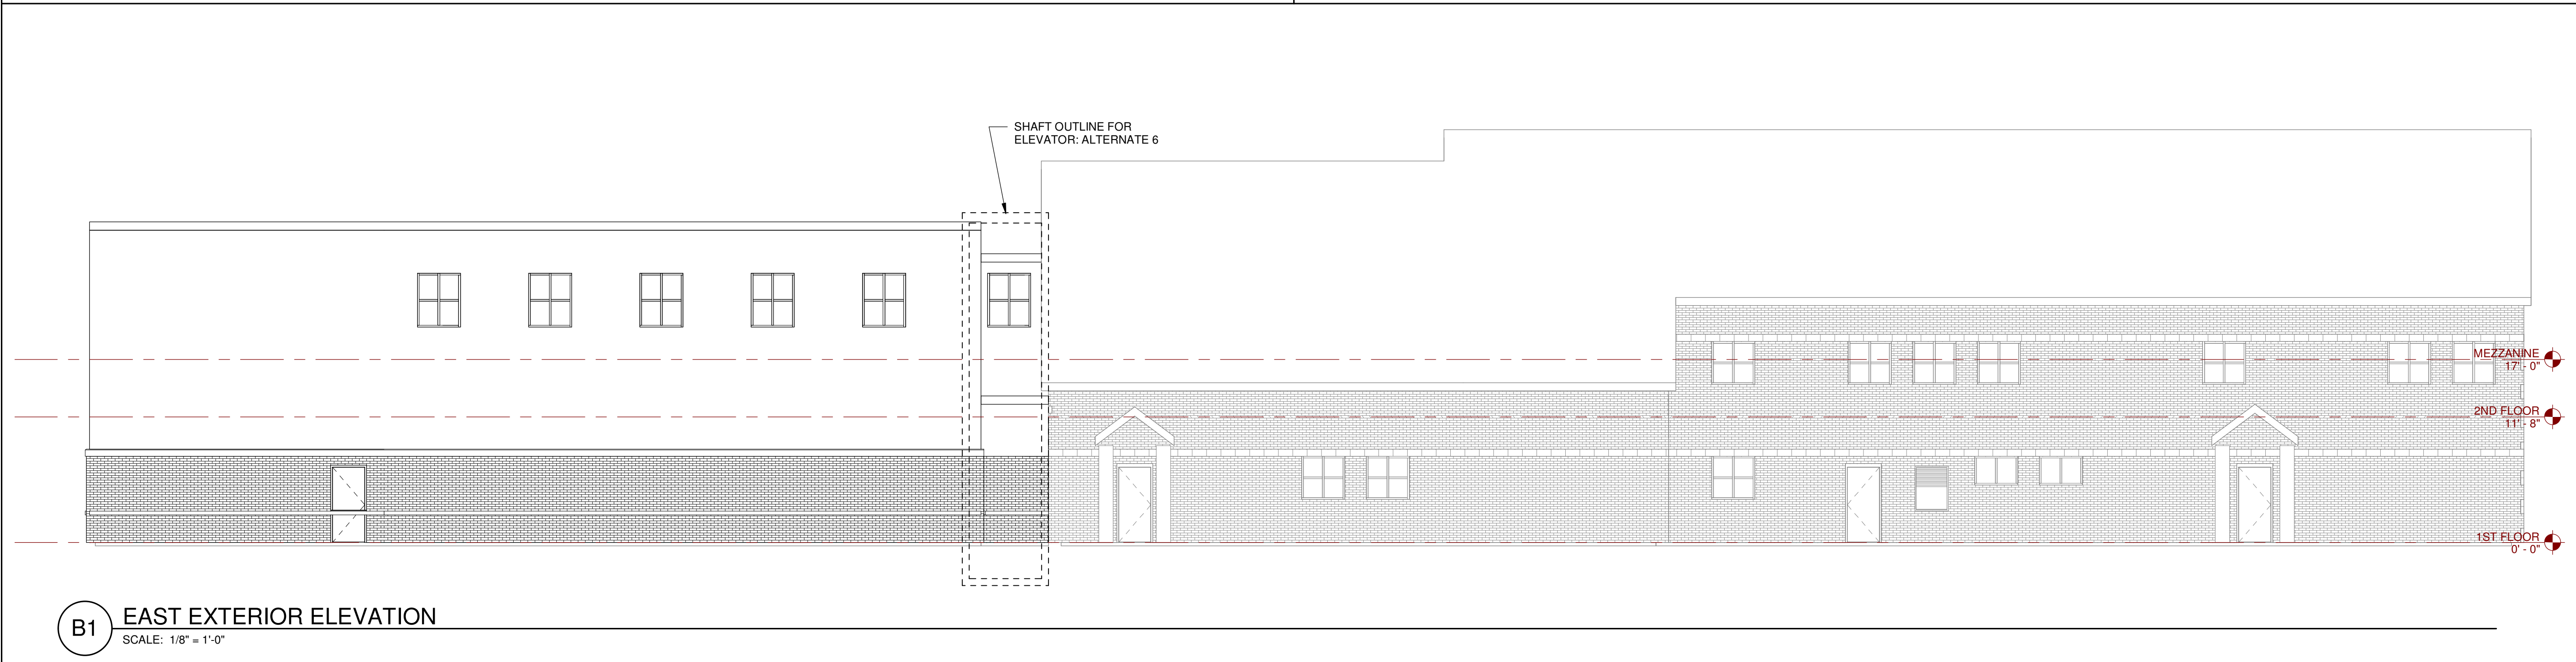 SHAFT OUTLINE FOR
ELEVATOR: ALTERNATE 6
MEZZANINE
17' - 0"
2ND FLOOR
11' - 8"
1ST FLOOR
0' - 0"
B1
EAST EXTERIOR ELEVATION
SCALE: 1/8" = 1'-0"